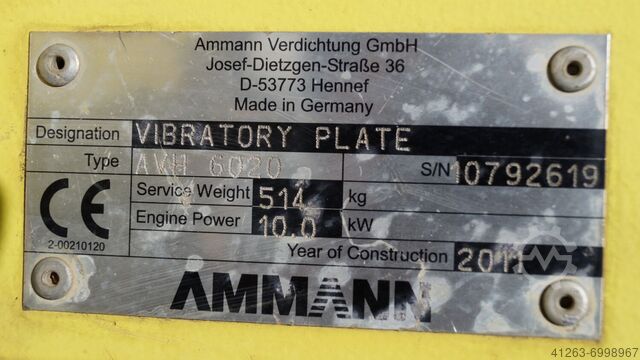 Ammann Verdichtung GmbH
Josef-Dietzgen-Straße 36
D-53773 Hennef
Made in Germany
Designation VIBRATORY PLATE
Type AVH 6020 S/N 10792619
Service Weight 514 kg
Engine Power 10.0 kW
CE
2-00210120
Year of Construction
AMMANN
41263-6998967